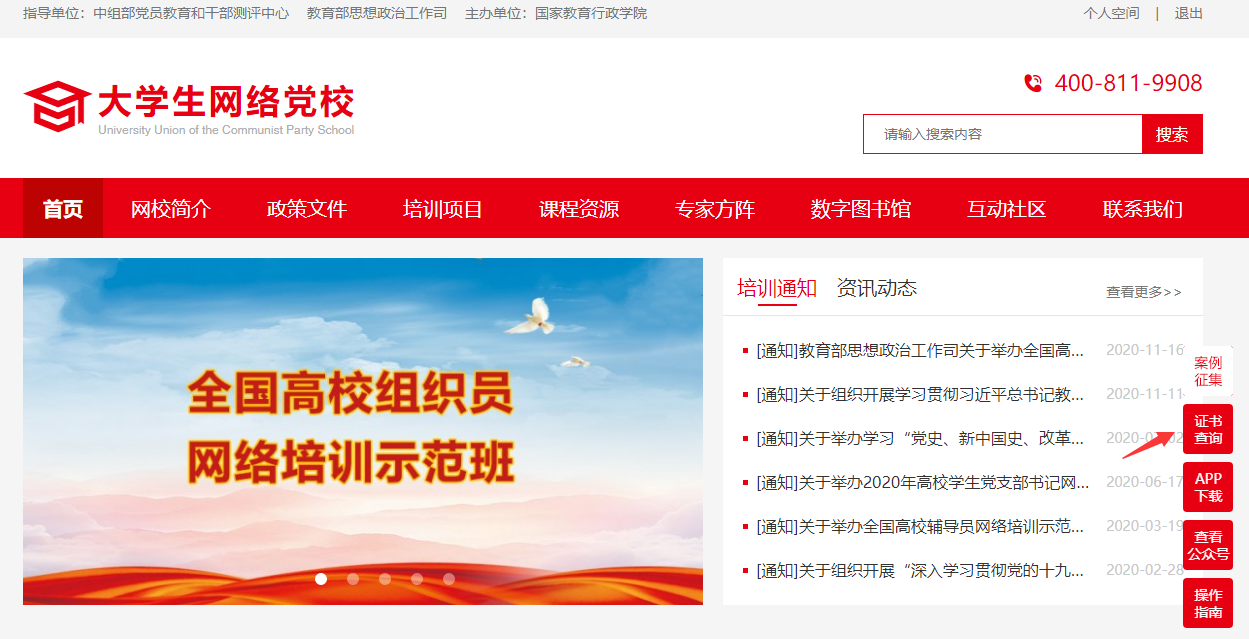 指导单位：中组部党员教育和干部测评中心 教育部思想政治工作司 主办单位：国家教育行政学院
个人空间 | 退出
大学生网络党校
University Union of the Communist Party School
400-811-9908
请输入搜索内容 搜索
首页 网校简介 政策文件 培训项目 课程资源 专家方阵 数字图书馆 互动社区 联系我们
全国高校组织员
网络培训示范班
培训通知 资讯动态 查看更多>>
[通知]教育部思想政治工作司关于举办全国高... 2020-11-16
[通知]关于组织开展学习贯彻习近平总书记教... 2020-11-11
[通知]关于举办学习“党史、新中国史、改革...
[通知]关于举办2020年高校学生党支部书记网... 2020-06-17
[通知]关于举办全国高校辅导员网络培训示范... 2020-03-19
[通知]关于组织开展“深入学习贯彻党的十九... 2020-02-28
案例
征集
证书
查询
APP
下载
查看
公众号
操作
指南